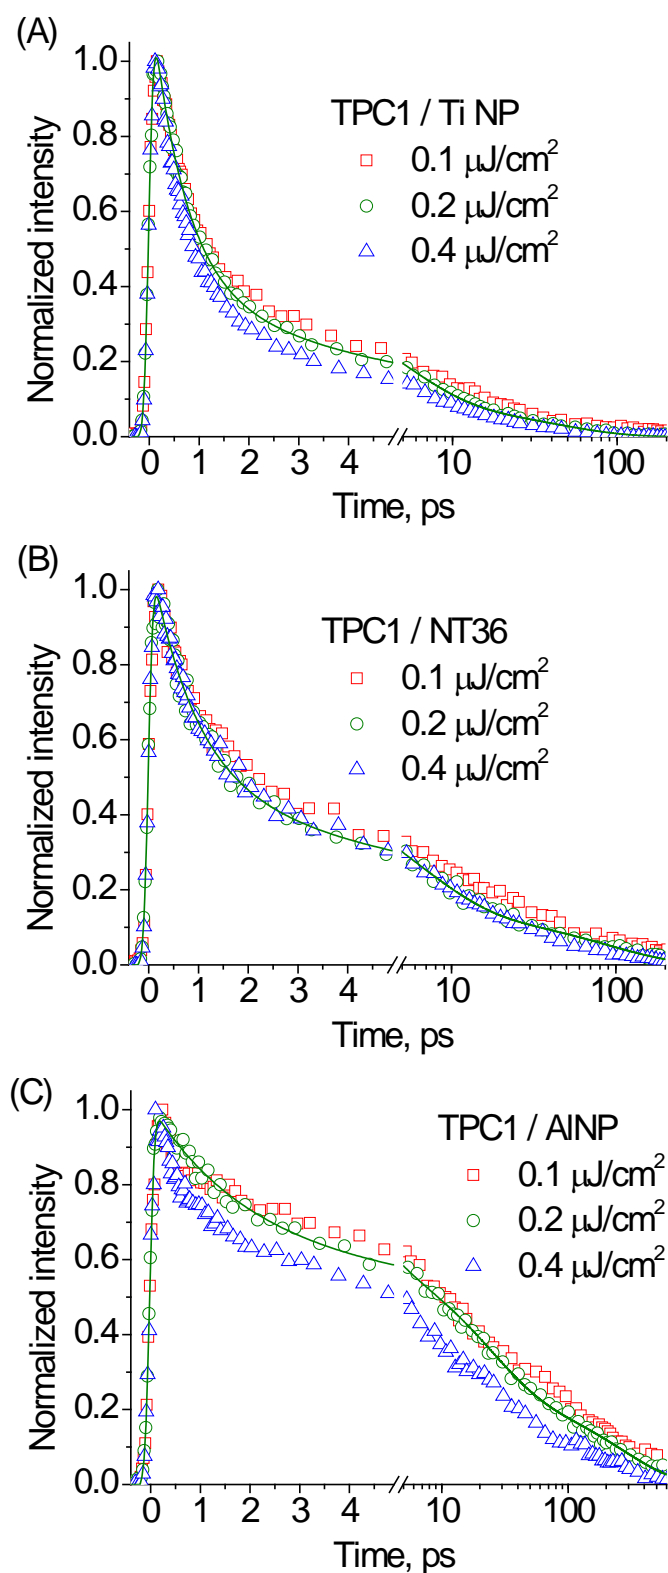 (A)
Normalized intensity
1.0
0.8
0.6
0.4
0.2
0.0
TPC1 / Ti NP
0.1 μJ/cm²
0.2 μJ/cm²
0.4 μJ/cm²
0 1 2 3 4 10 100
Time, ps
(B)
Normalized intensity
1.0
0.8
0.6
0.4
0.2
0.0
TPC1 / NT36
0.1 μJ/cm²
0.2 μJ/cm²
0.4 μJ/cm²
0 1 2 3 4 10 100
Time, ps
(C)
Normalized intensity
1.0
0.8
0.6
0.4
0.2
0.0
TPC1 / AlNP
0.1 μJ/cm²
0.2 μJ/cm²
0.4 μJ/cm²
0 1 2 3 4 10 100
Time, ps